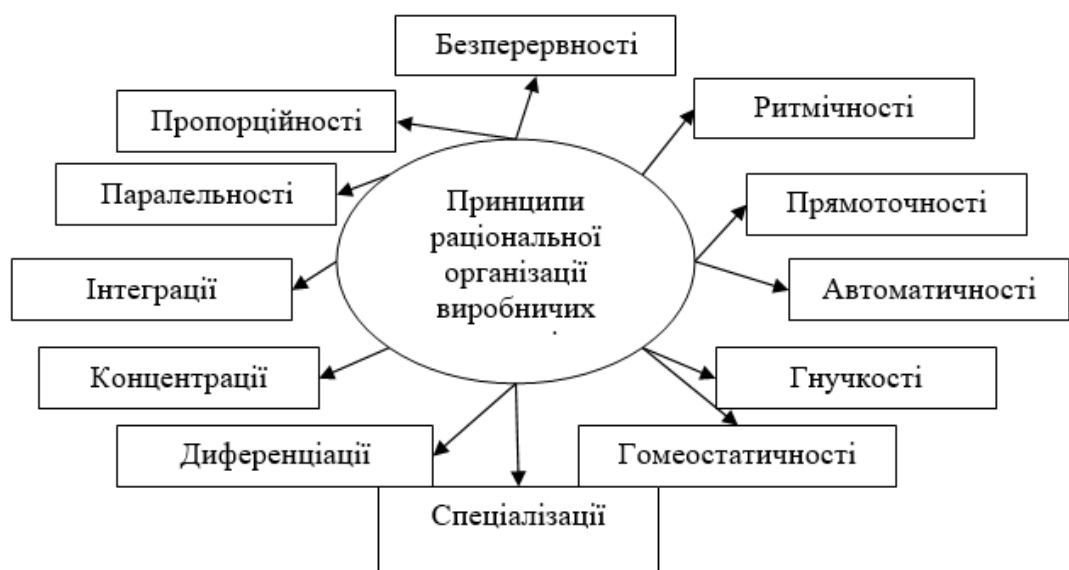 Безперервності
Ритмічності
Пропорційності
Паралельності
Прямоточності
Принципи
раціональної
організації
виробничих
Інтеграції
Автоматичності
Концентрації
Гнучкості
Диференціації
Гомеостатичності
Спеціалізації